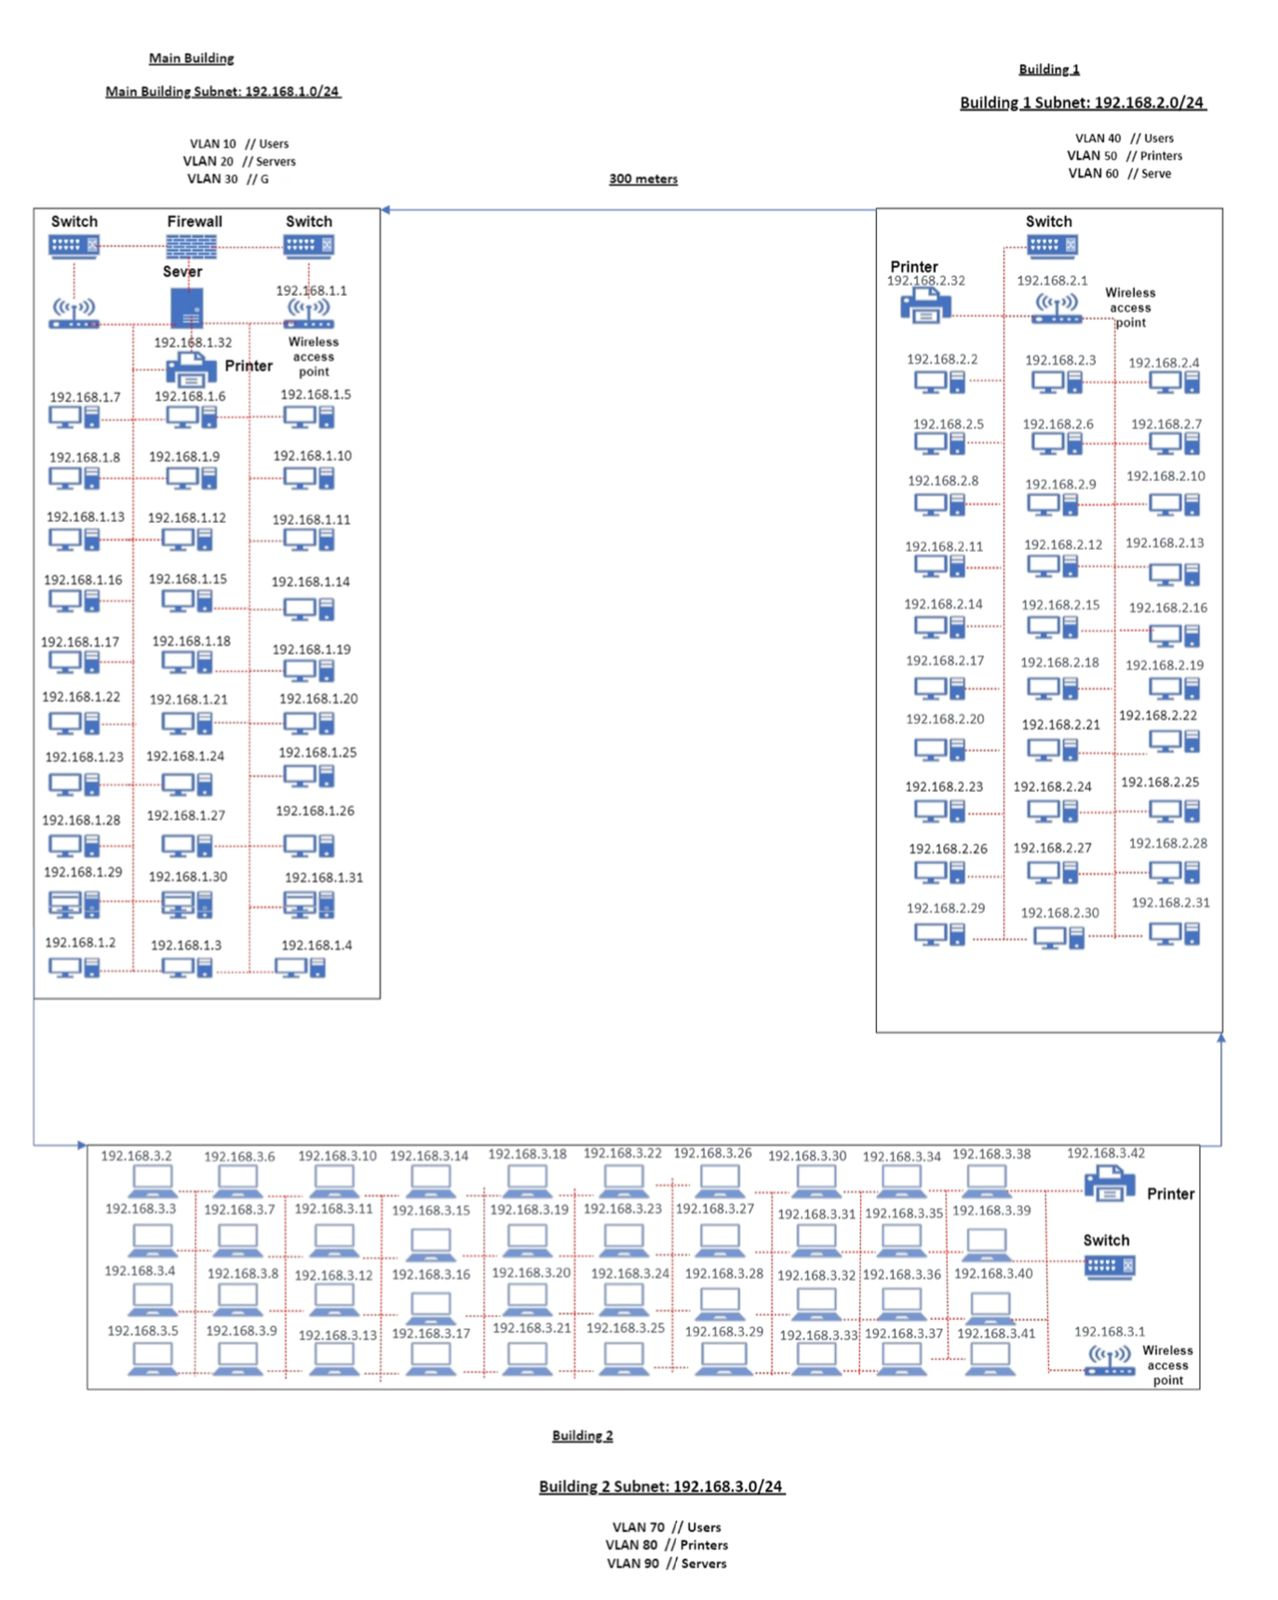 Main Building
Main Building Subnet: 192.168.1.0/24
VLAN 10 // Users
VLAN 20 // Servers
VLAN 30 // G
Building 1
Building 1 Subnet: 192.168.2.0/24
VLAN 40 // Users
VLAN 50 // Printers
VLAN 60 // Serve
300 meters
Switch Firewall Switch
Sever
192.168.1.1
Wireless
access
point
192.168.1.32
Printer
192.168.1.7 192.168.1.6 192.168.1.5
192.168.1.8 192.168.1.9 192.168.1.10
192.168.1.13 192.168.1.12 192.168.1.11
192.168.1.16 192.168.1.15 192.168.1.14
192.168.1.17 192.168.1.18 192.168.1.19
192.168.1.22 192.168.1.21 192.168.1.20
192.168.1.23 192.168.1.24 192.168.1.25
192.168.1.28 192.168.1.27 192.168.1.26
192.168.1.29 192.168.1.30 192.168.1.31
192.168.1.2 192.168.1.3 192.168.1.4
Switch
Printer
192.168.2.32 192.168.2.1
Wireless
access
point
192.168.2.2 192.168.2.3 192.168.2.4
192.168.2.5 192.168.2.6 192.168.2.7
192.168.2.8 192.168.2.9 192.168.2.10
192.168.2.11 192.168.2.12 192.168.2.13
192.168.2.14 192.168.2.15 192.168.2.16
192.168.2.17 192.168.2.18 192.168.2.19
192.168.2.20 192.168.2.21 192.168.2.22
192.168.2.23 192.168.2.24 192.168.2.25
192.168.2.26 192.168.2.27 192.168.2.28
192.168.2.29 192.168.2.30 192.168.2.31
192.168.3.2 192.168.3.6 192.168.3.10 192.168.3.14 192.168.3.18 192.168.3.22 192.168.3.26 192.168.3.30 192.168.3.34 192.168.3.38 192.168.3.42
Printer
192.168.3.3 192.168.3.7 192.168.3.11 192.168.3.15 192.168.3.19 192.168.3.23 192.168.3.27 192.168.3.31 192.168.3.35 192.168.3.39
Switch
192.168.3.4 192.168.3.8 192.168.3.12 192.168.3.16 192.168.3.20 192.168.3.24 192.168.3.28 192.168.3.32 192.168.3.36 192.168.3.40
192.168.3.5 192.168.3.9 192.168.3.13 192.168.3.17 192.168.3.21 192.168.3.25 192.168.3.29 192.168.3.33 192.168.3.37 192.168.3.41 192.168.3.1
Wireless
access
point
Building 2
Building 2 Subnet: 192.168.3.0/24
VLAN 70 // Users
VLAN 80 // Printers
VLAN 90 // Servers